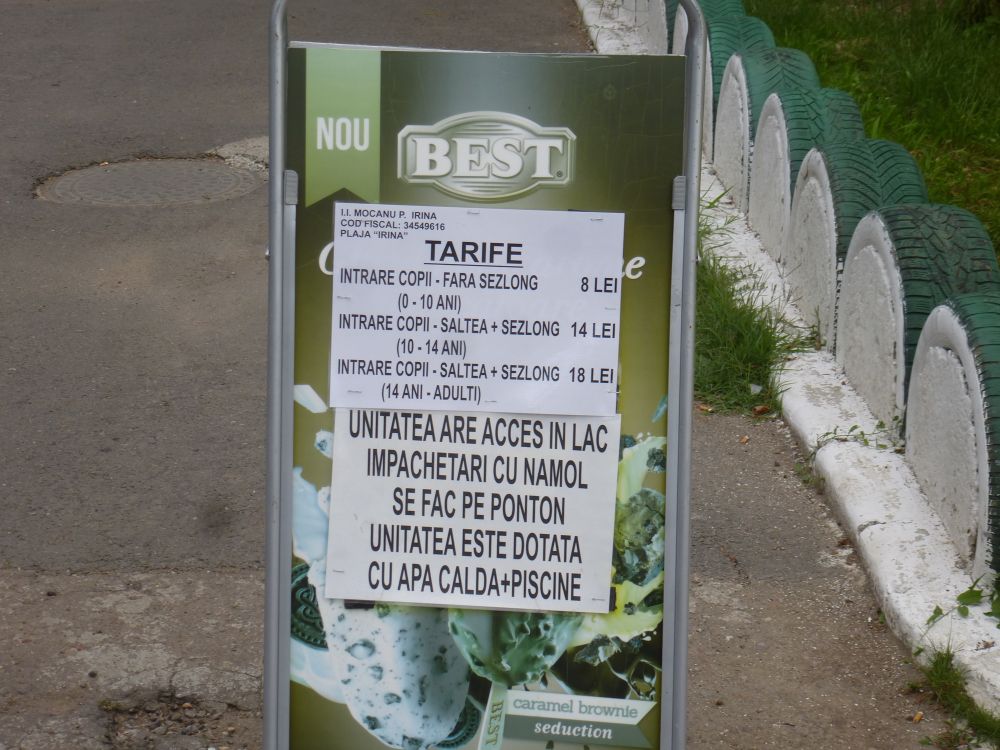 NOU
BEST
I.I. MOCANU P. IRINA
COD FISCAL: 34549616
PLAJA "IRINA"
TARIFE
INTRARE COPII - FARA SEZLONG 8 LEI
(0 - 10 ANI)
INTRARE COPII - SALTEA + SEZLONG 14 LEI
(10 - 14 ANI)
INTRARE COPII - SALTEA + SEZLONG 18 LEI
(14 ANI - ADULTI)
UNITATEA ARE ACCES IN LAC
IMPACHETARI CU NAMOL
SE FAC PE PONTON
UNITATEA ESTE DOTATA
CU APA CALDA+PISCINE
BEST
caramel brownie
seduction